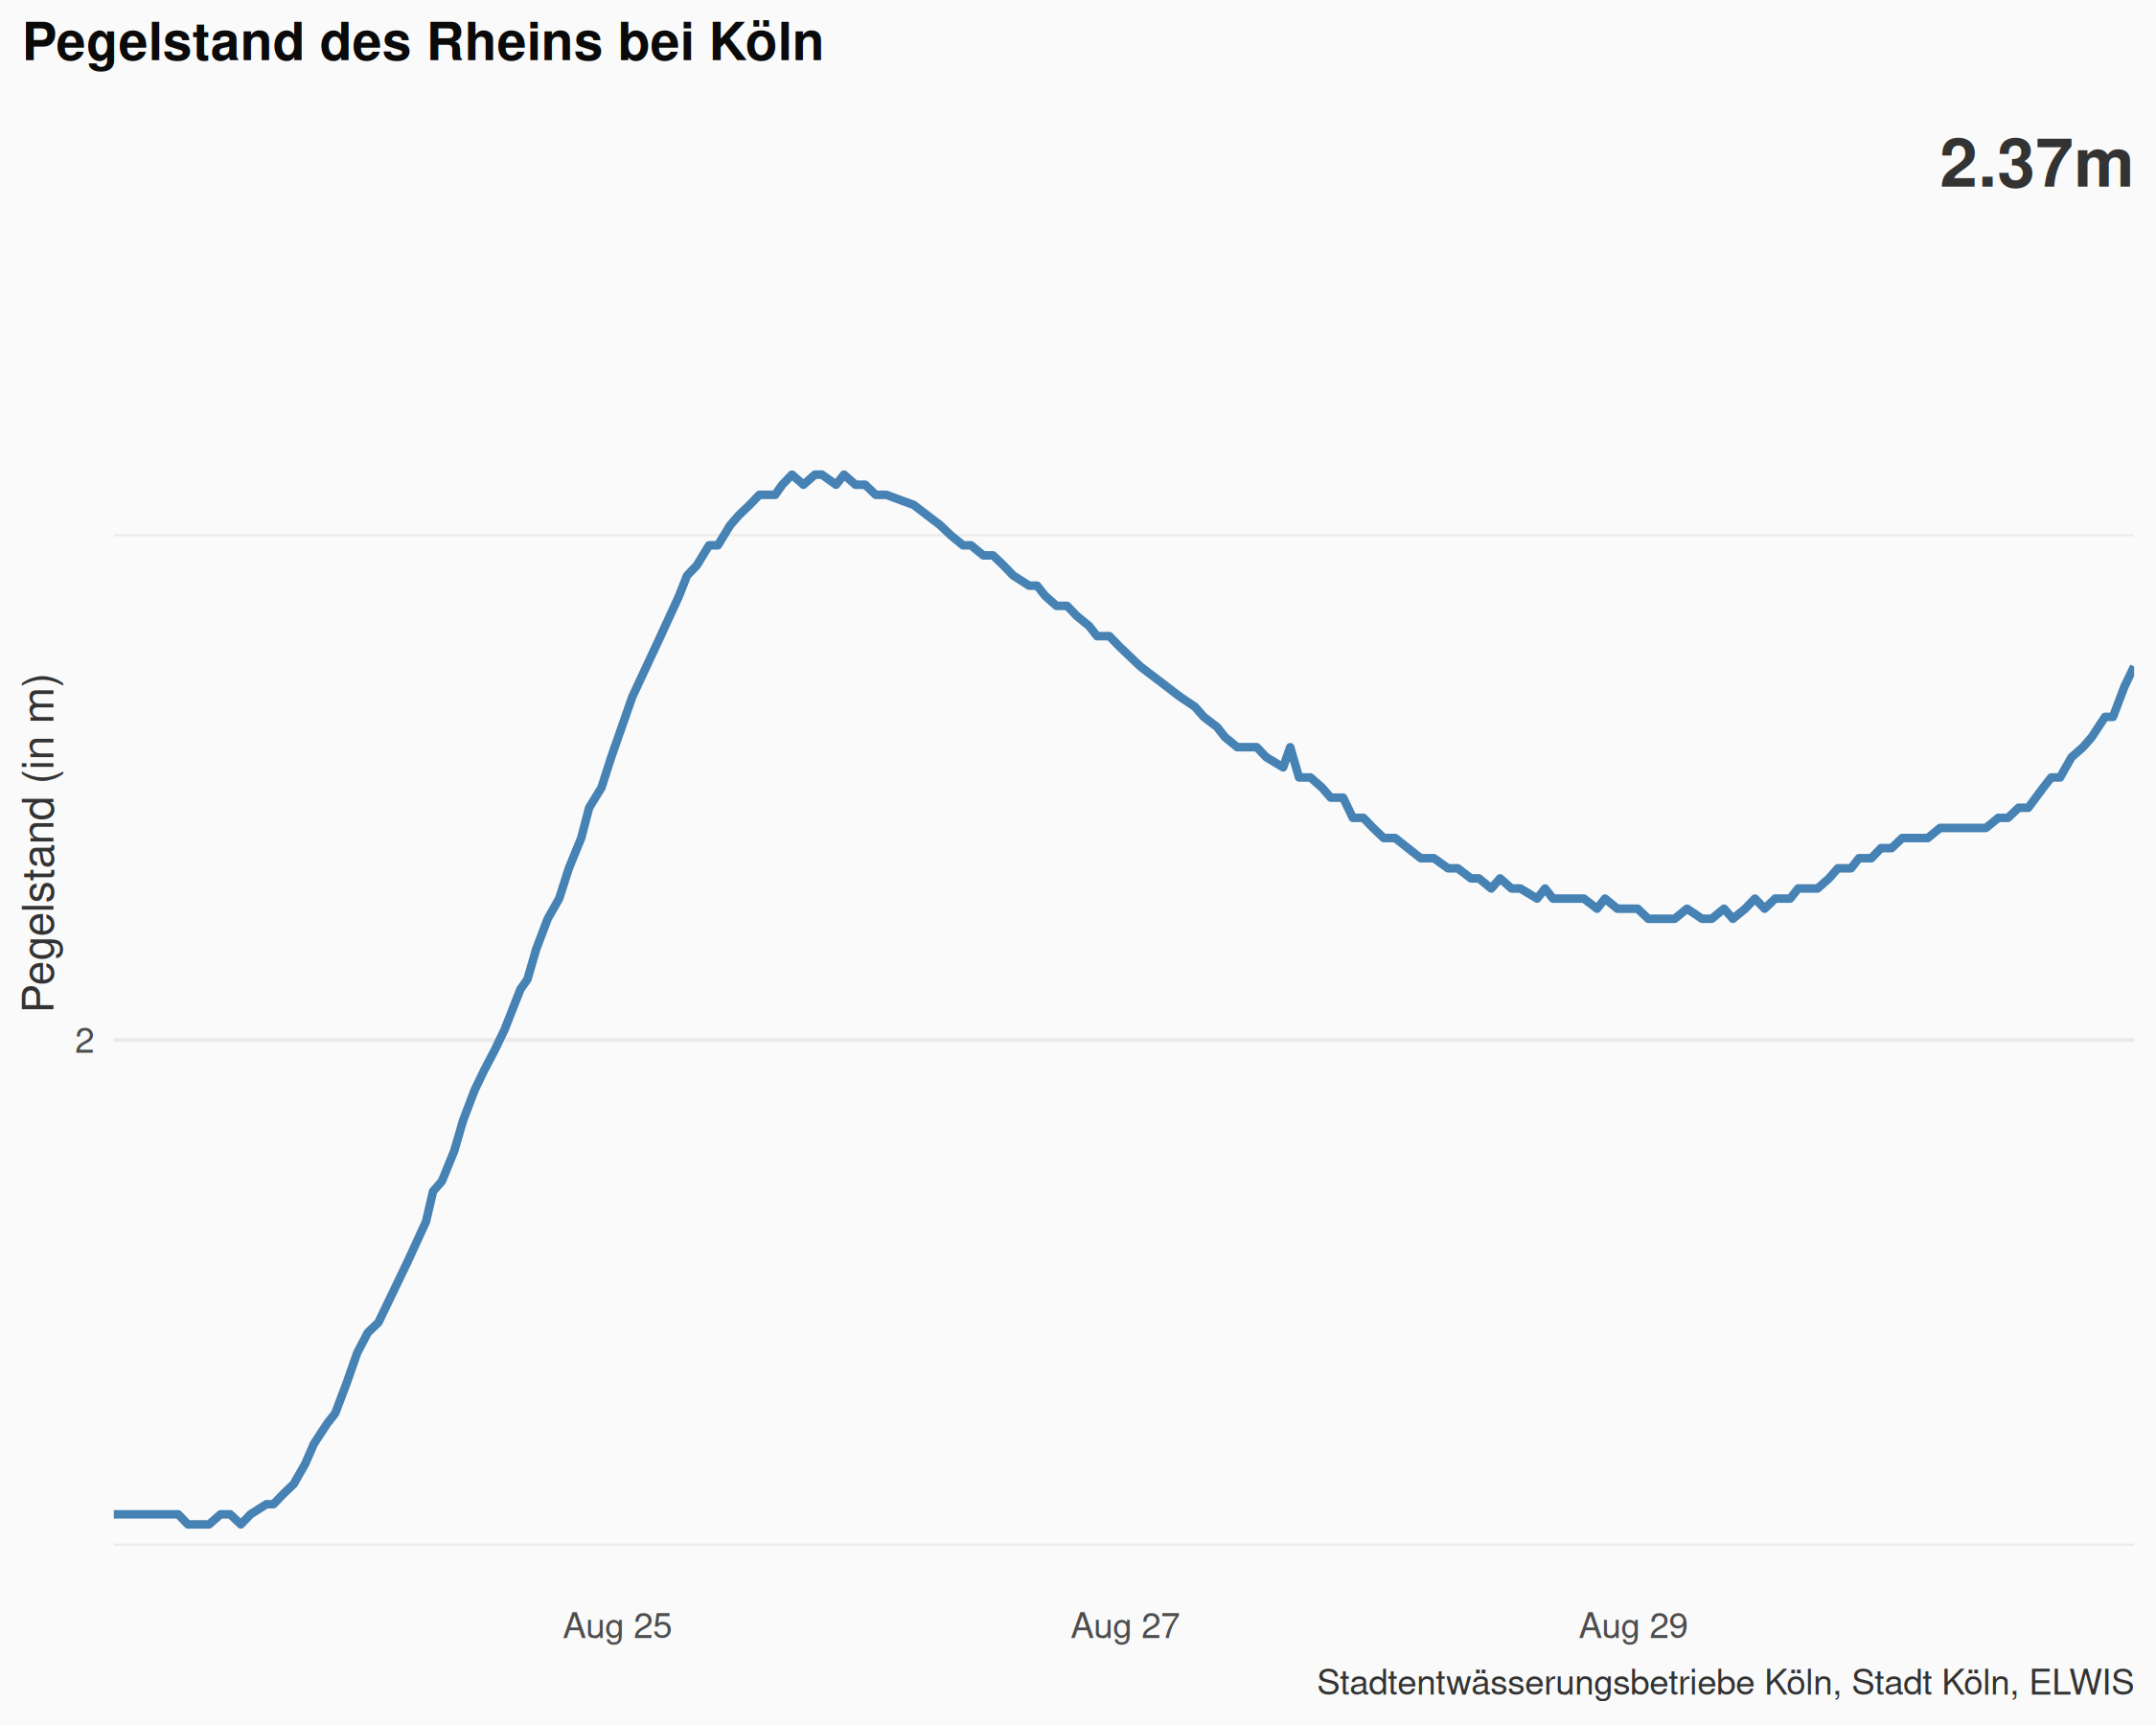 Pegelstand des Rheins bei Köln
2.37m
Pegelstand (in m)
2
Aug 25
Aug 27
Aug 29
Stadtentwässerungsbetriebe Köln, Stadt Köln, ELWIS